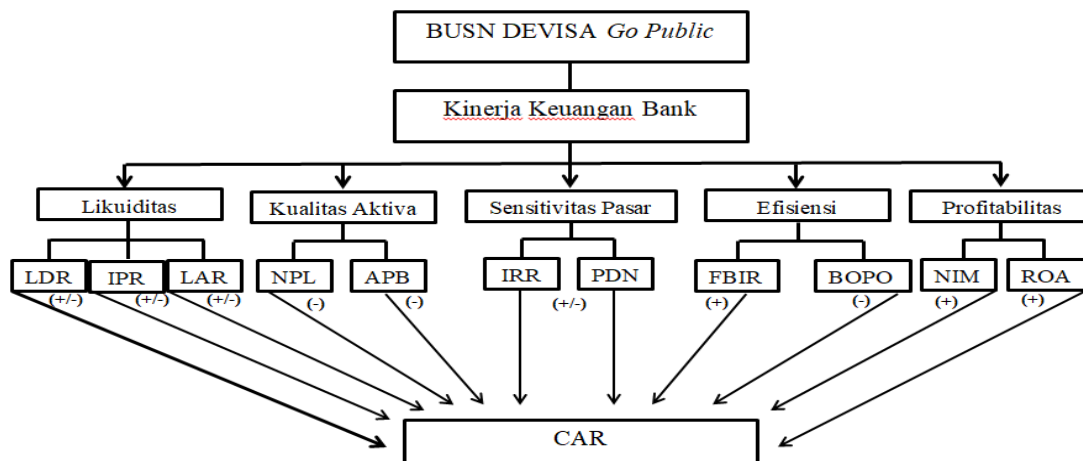 BUSN DEVISA Go Public
Kinerja Keuangan Bank
Likuiditas
Kualitas Aktiva
Sensitivitas Pasar
Efisiensi
Profitabilitas
LDR
IPR
LAR
NPL
APB
IRR
PDN
FBIR
BOPO
NIM
ROA
(+/-)
(+/-)
(+/-)
(-)
(-)
(+/-)
(+)
(-)
(+)
(+)
CAR